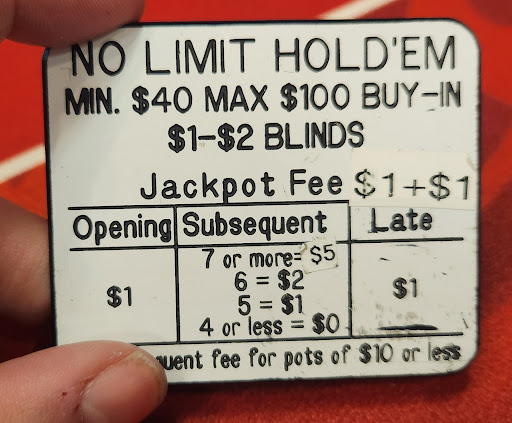 NO LIMIT HOLD'EM
MIN. $40 MAX $100 BUY-IN
$1-$2 BLINDS
Jackpot Fee $1+$1
Opening Subsequent Late
7 or more= $5
6 = $2
$1 5 = $1 $1
4 or less = $0
fee for pots of $10 or less